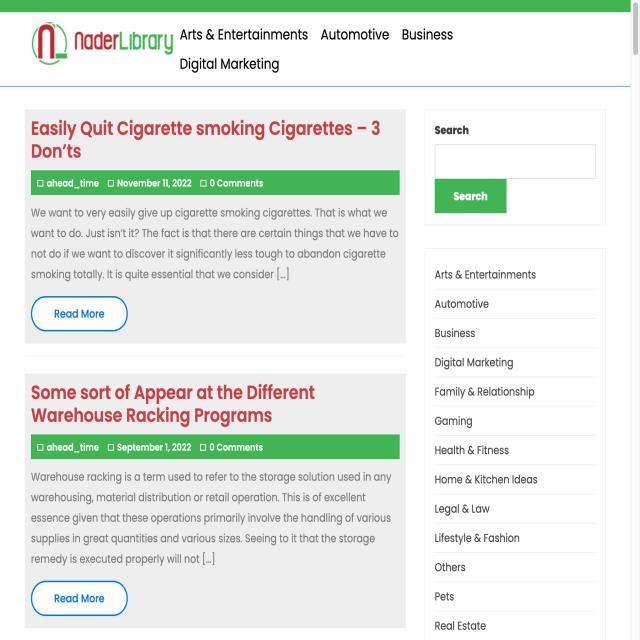 NaderLibrary
Arts & Entertainments Automotive Business
Digital Marketing
Easily Quit Cigarette smoking Cigarettes – 3
Don'ts
ahead_time November 11, 2022 0 Comments
We want to very easily give up cigarette smoking cigarettes. That is what we
want to do. Just isn't it? The fact is that there are certain things that we have to
not do if we want to discover it significantly less tough to abandon cigarette
smoking totally. It is quite essential that we consider [...]
Read More
Some sort of Appear at the Different
Warehouse Racking Programs
ahead_time September 1, 2022 0 Comments
Warehouse racking is a term used to refer to the storage solution used in any
warehousing, material distribution or retail operation. This is of excellent
essence given that these operations primarily involve the handling of various
supplies in great quantities and various sizes. Seeing to it that the storage
remedy is executed properly will not [...]
Read More
Search
Search
Arts & Entertainments
Automotive
Business
Digital Marketing
Family & Relationship
Gaming
Health & Fitness
Home & Kitchen Ideas
Legal & Law
Lifestyle & Fashion
Others
Pets
Real Estate